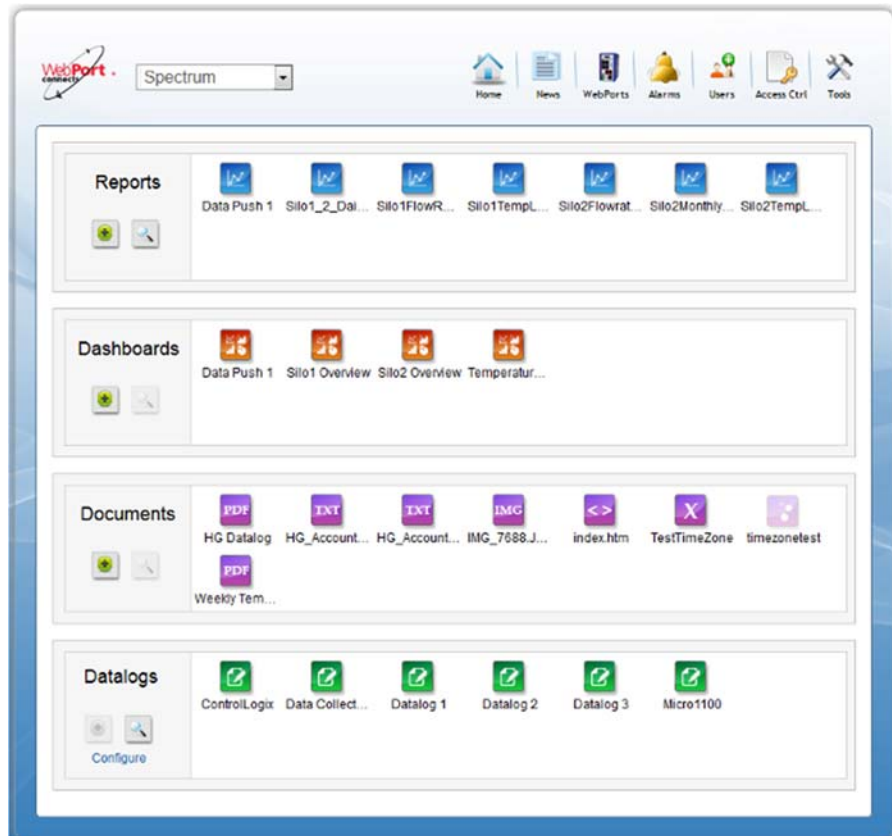 WebPort
connects
Spectrum
Home News WebPorts Alarms Users Access Ctrl Tools
Reports
Data Push 1 Silo1_2_Dai... Silo1FlowR... Silo1TempL... Silo2Flowrat... Silo2Monthly... Silo2TempL...
Dashboards
Data Push 1 Silo1 Overview Silo2 Overview Temperatur...
Documents
PDF TXT TXT IMG <> X
HG Datalog HG_Account... HG_Account... IMG_7688.J... index.htm TestTimeZone timezonetest
PDF
Weekly Tem...
Datalogs
ControlLogix Data Collect... Datalog 1 Datalog 2 Datalog 3 Micro1100
Configure